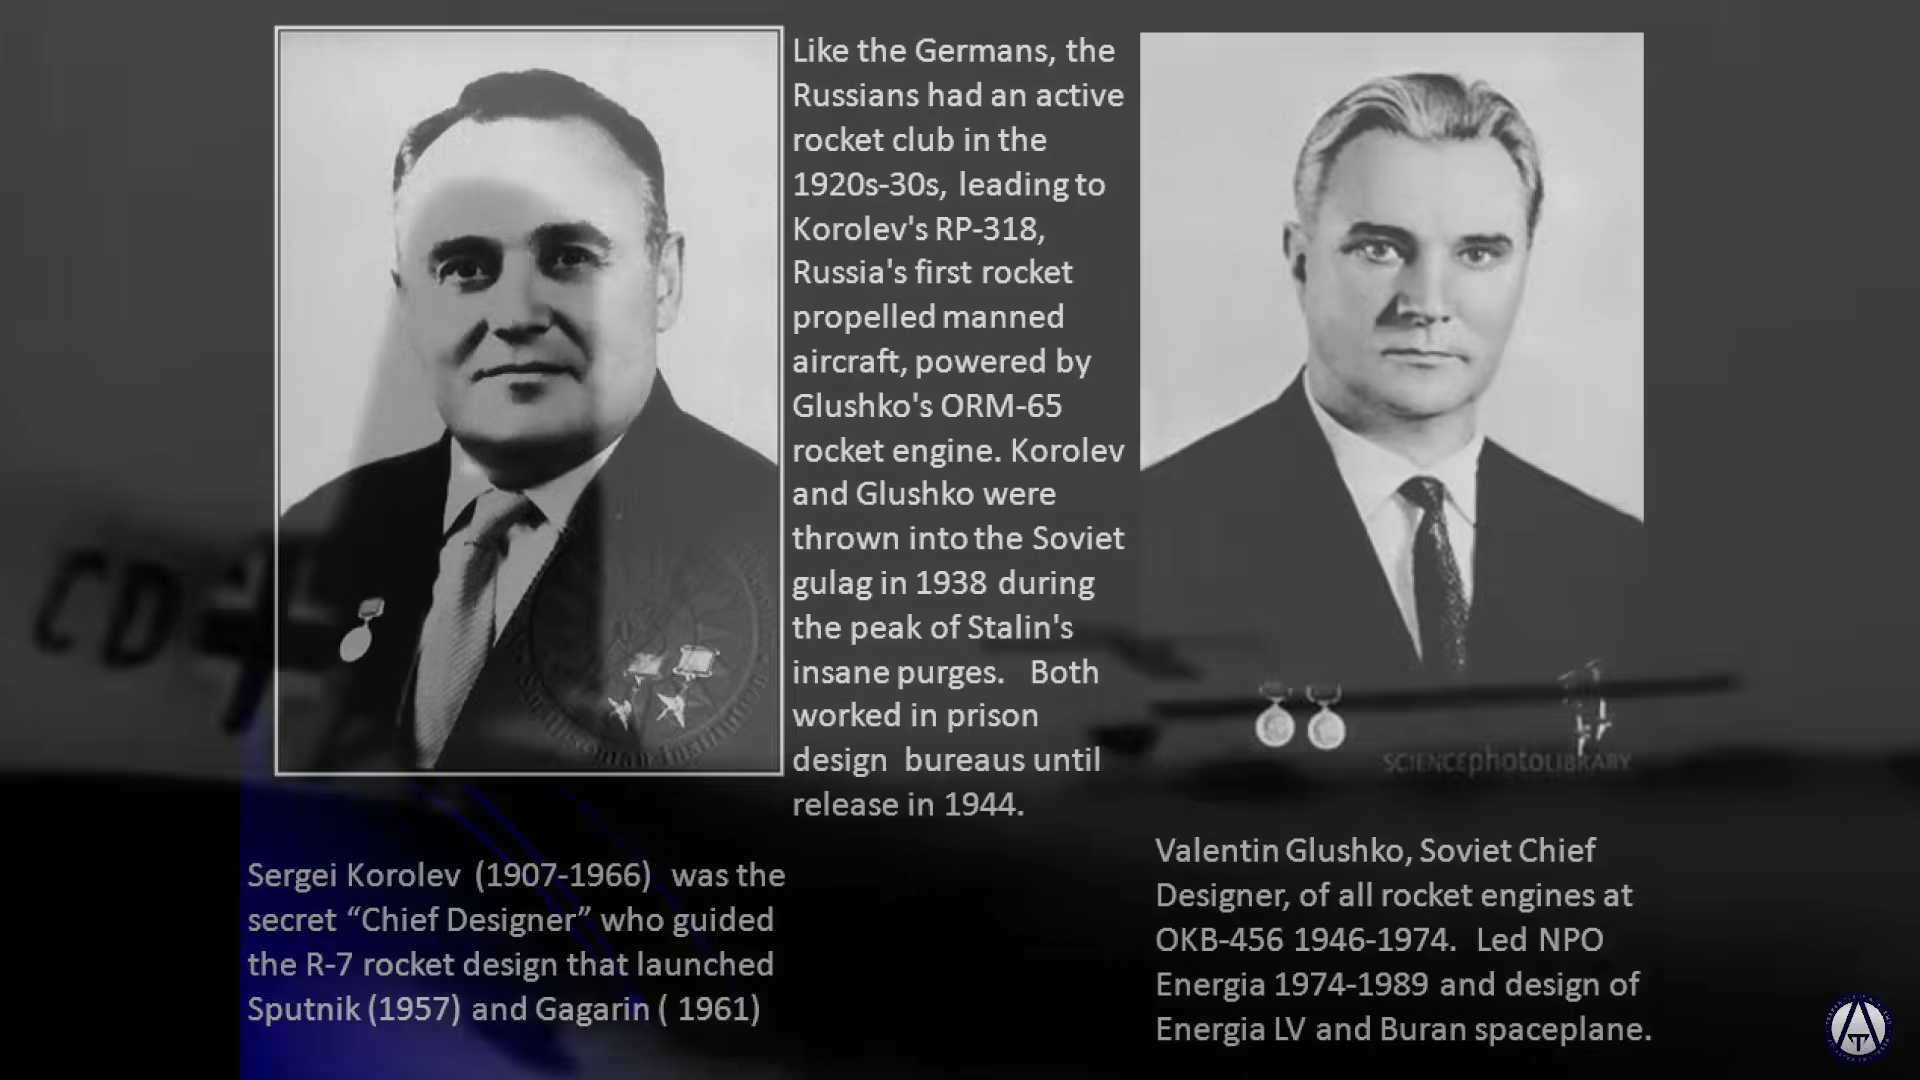 Like the Germans, the
Russians had an active
rocket club in the
1920s-30s, leading to
Korolev's RP-318,
Russia's first rocket
propelled manned
aircraft, powered by
Glushko's ORM-65
rocket engine. Korolev
and Glushko were
thrown into the Soviet
gulag in 1938 during
the peak of Stalin's
insane purges. Both
worked in prison
design bureaus until
release in 1944.
Sergei Korolev (1907-1966) was the
secret “Chief Designer” who guided
the R-7 rocket design that launched
Sputnik (1957) and Gagarin ( 1961)
SCIENCEphotoLIBRARY
Valentin Glushko, Soviet Chief
Designer, of all rocket engines at
OKB-456 1946-1974. Led NPO
Energia 1974-1989 and design of
Energia LV and Buran spaceplane.
CD